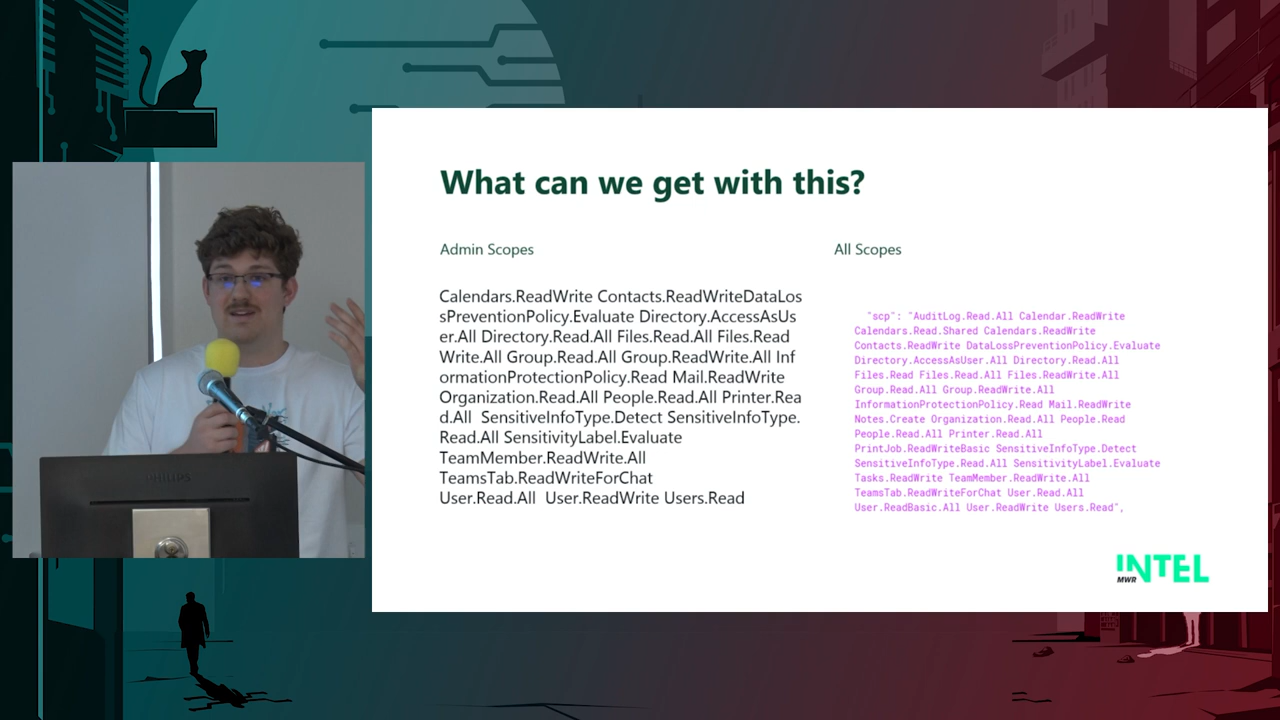 What can we get with this?
Admin Scopes
Calendars.ReadWrite Contacts.ReadWriteDataLos
sPreventionPolicy.Evaluate Directory.AccessAsUs
er.All Directory.Read.All Files.Read.All Files.Read
Write.All Group.Read.All Group.ReadWrite.All Inf
ormationProtectionPolicy.Read Mail.ReadWrite
Organization.Read.All People.Read.All Printer.Rea
d.All  SensitiveInfoType.Detect SensitiveInfoType.
Read.All SensitivityLabel.Evaluate
TeamMember.ReadWrite.All
TeamsTab.ReadWriteForChat
User.Read.All  User.ReadWrite Users.Read
All Scopes
"scp": "AuditLog.Read.All Calendar.ReadWrite
Calendars.Read.Shared Calendars.ReadWrite
Contacts.ReadWrite DataLossPreventionPolicy.Evaluate
Directory.AccessAsUser.All Directory.Read.All
Files.Read Files.Read.All Files.ReadWrite.All
Group.Read.All Group.ReadWrite.All
InformationProtectionPolicy.Read Mail.ReadWrite
Notes.Create Organization.Read.All People.Read
People.Read.All Printer.Read.All
PrintJob.ReadWriteBasic SensitiveInfoType.Detect
SensitiveInfoType.Read.All SensitivityLabel.Evaluate
Tasks.ReadWrite TeamMember.ReadWrite.All
TeamsTab.ReadWriteForChat User.Read.All
User.ReadBasic.All User.ReadWrite Users.Read",
INTEL
MWR
PHILIPS